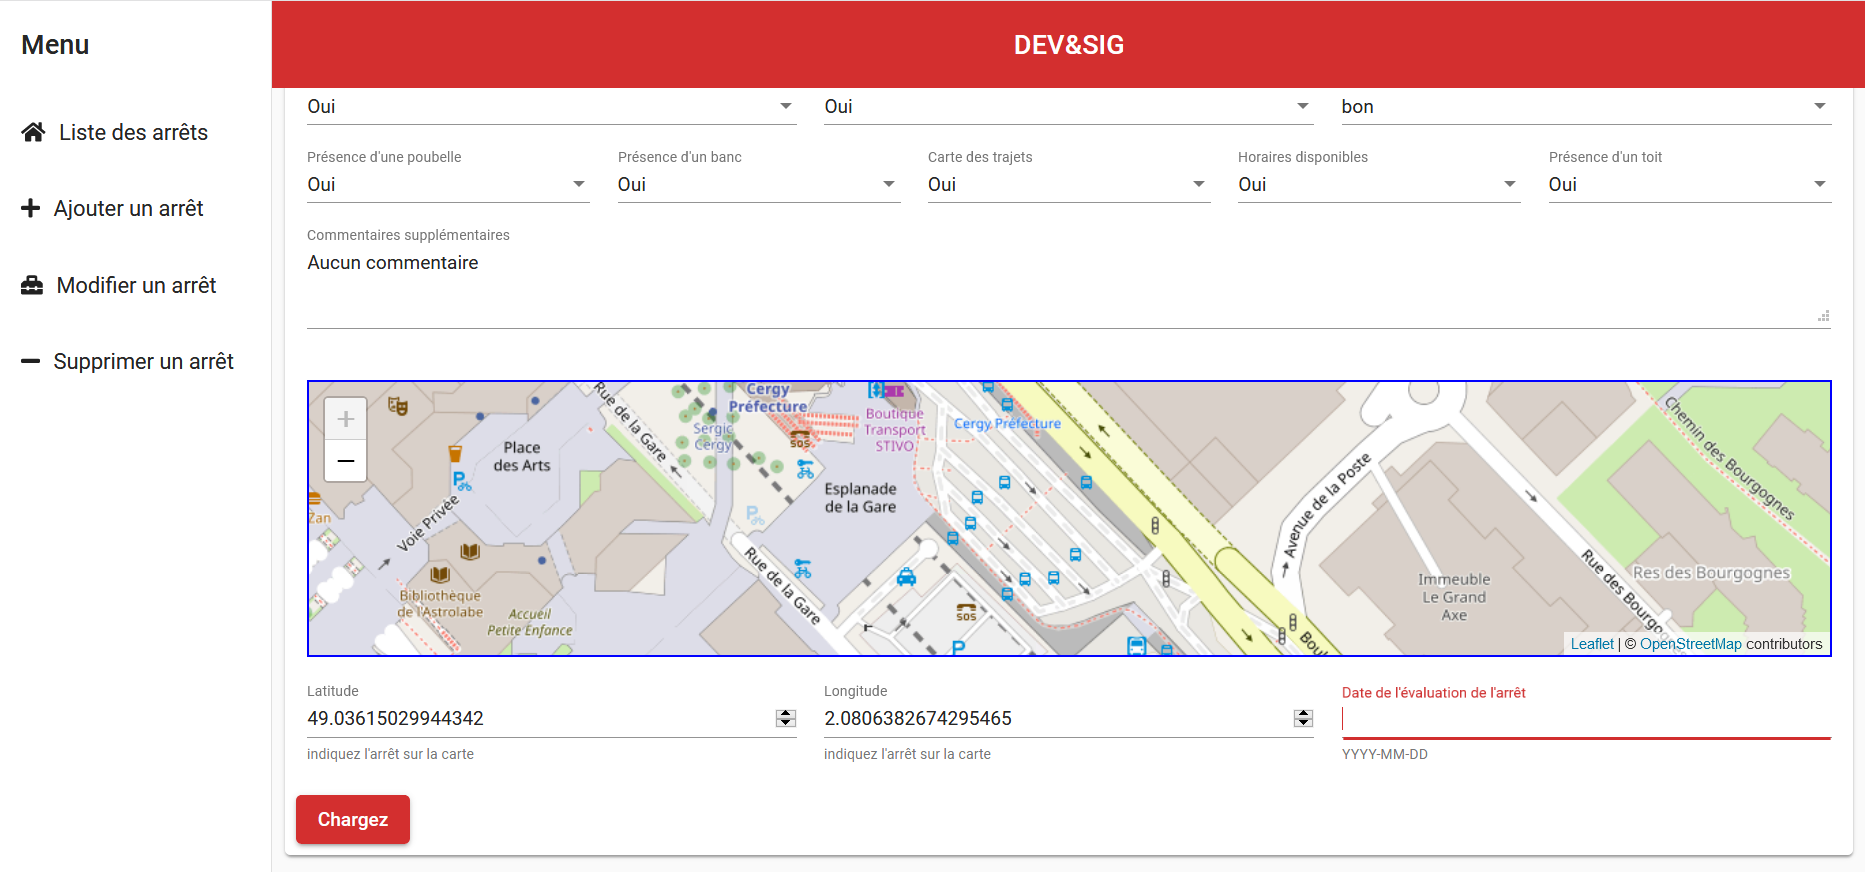 Menu
DEV&SIG
Liste des arrêts
Ajouter un arrêt
Modifier un arrêt
Supprimer un arrêt
Oui
Oui
bon
Présence d'une poubelle
Présence d'un banc
Carte des trajets
Horaires disponibles
Présence d'un toit
Oui
Oui
Oui
Oui
Oui
Commentaires supplémentaires
Aucun commentaire
+
−
Place
des Arts
Rue de la Gare
Cergy
Préfecture
Sergic
Cergy
SOS
Boutique
Transport
STIVO
Cergy Préfecture
Esplanade
de la Gare
Voie Privée
Zan
Bibliothèque
de l'Astrolabe
Accueil
Petite Enfance
Rue de la Gare
SOS
P
Avenue de la Poste
Chemin des Bourgognes
Immeuble
Le Grand
Axe
Rue des Bourgo
Res des Bourgognes
Boul
Leaflet | © OpenStreetMap contributors
Latitude
Longitude
Date de l'évaluation de l'arrêt
49.03615029944342
2.0806382674295465
indiquez l'arrêt sur la carte
indiquez l'arrêt sur la carte
YYYY-MM-DD
Chargez